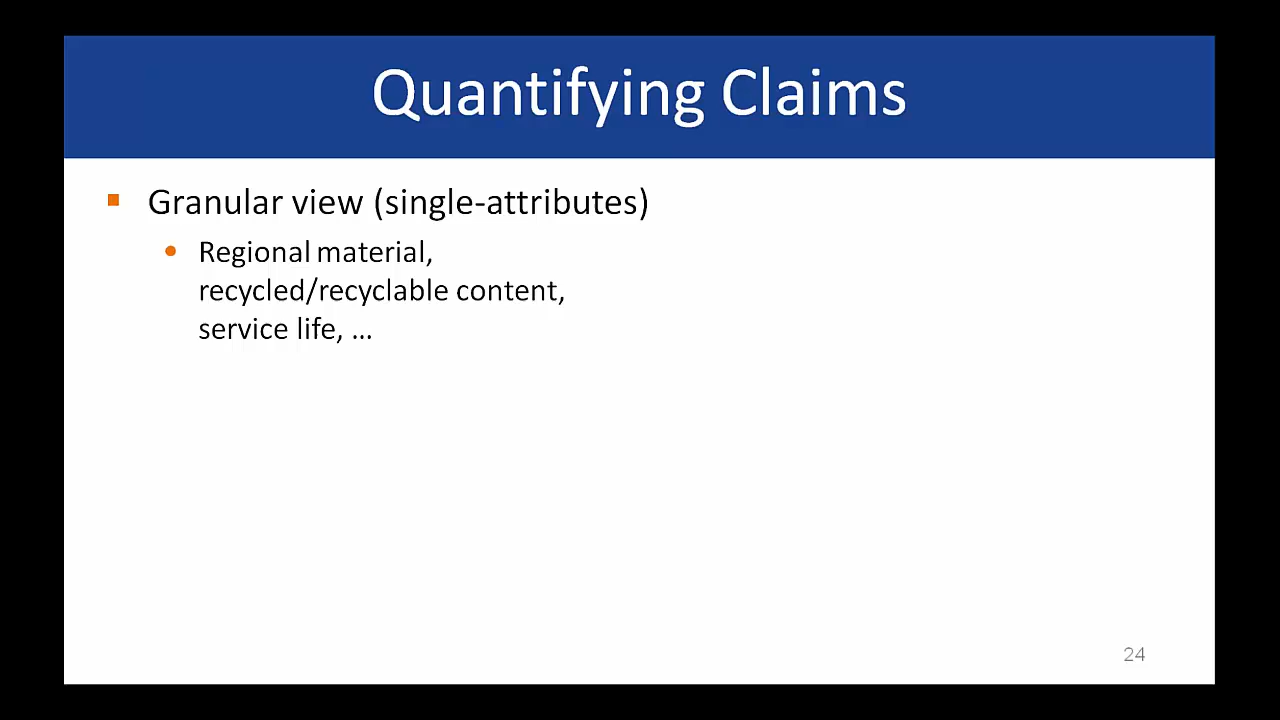 Quantifying Claims
Granular view (single-attributes)
Regional material,
recycled/recyclable content,
service life, ...
24